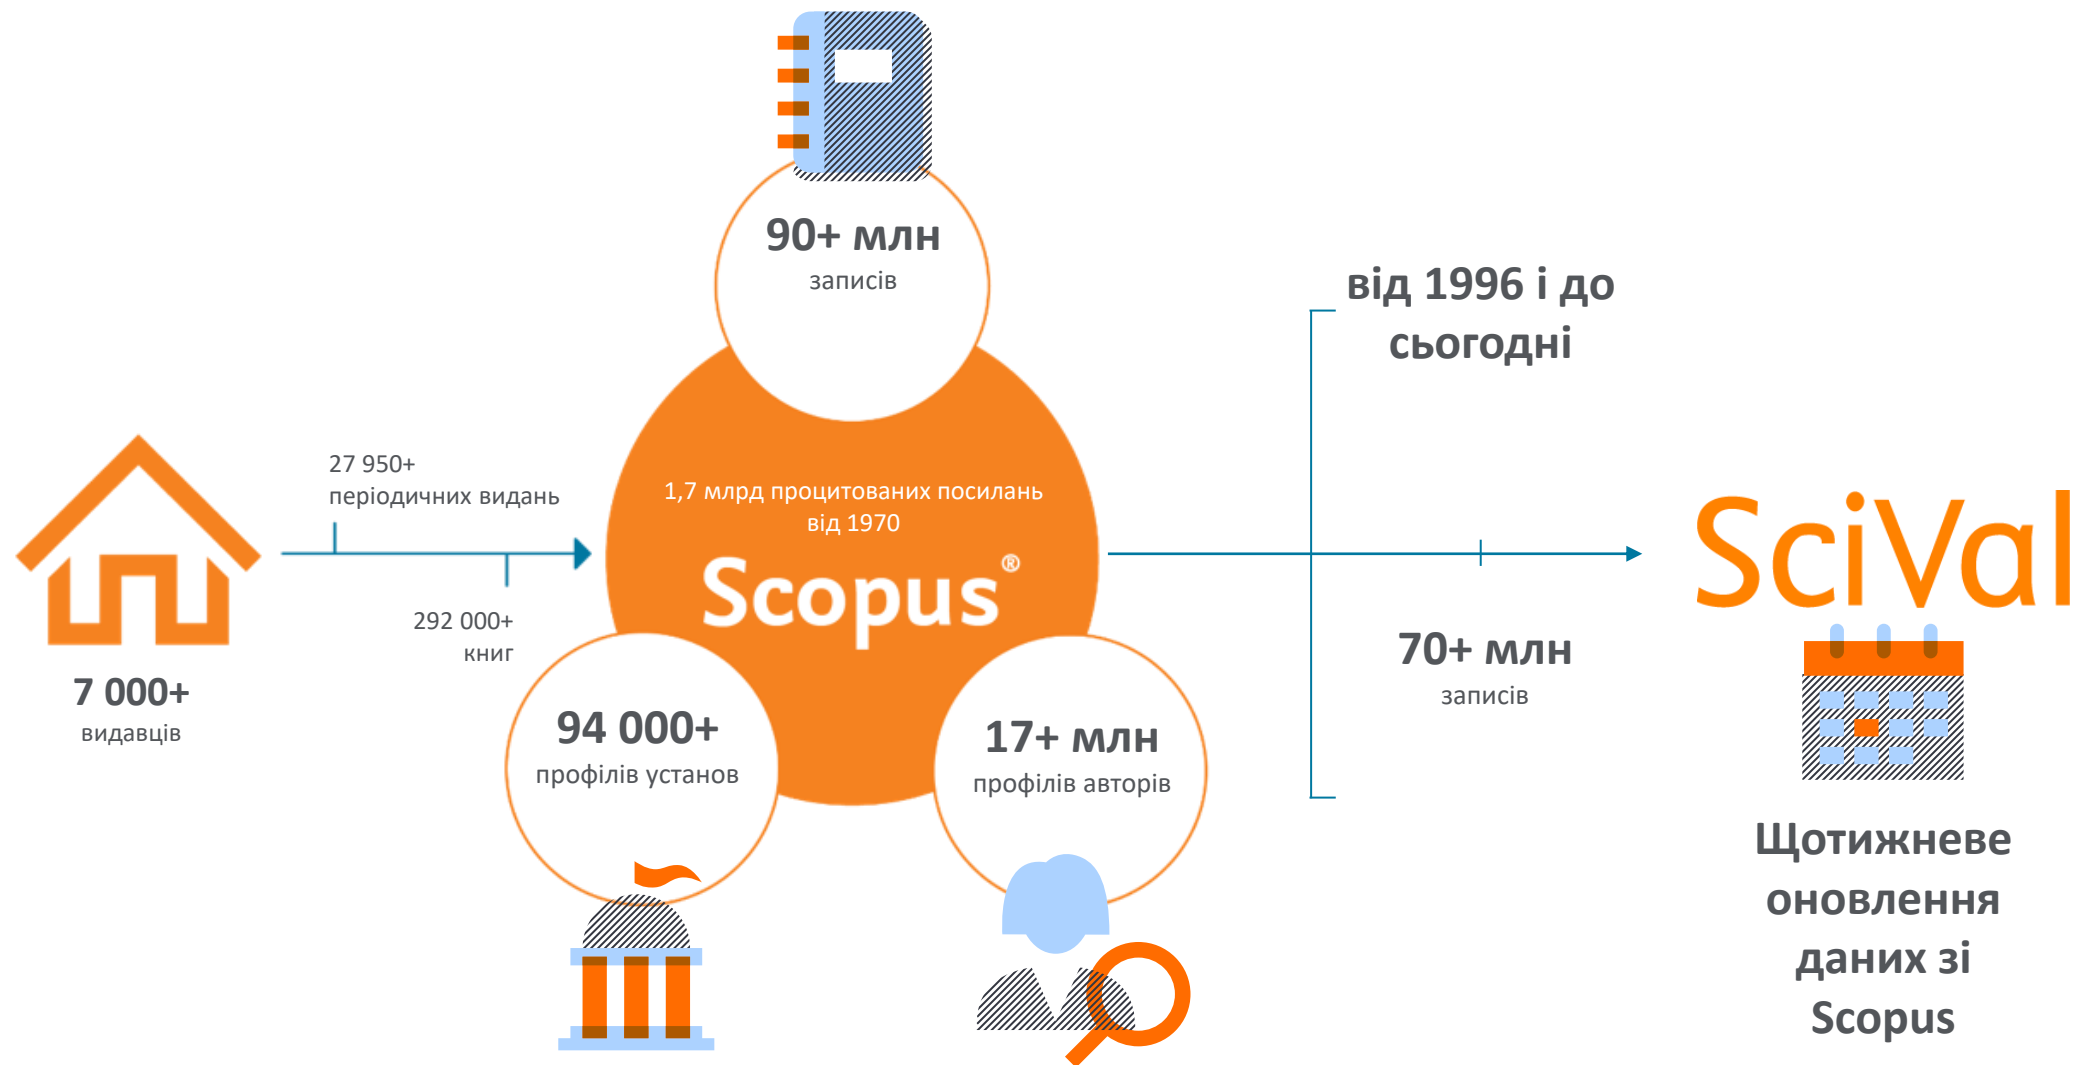 90+ млн
записів
від 1996 і до
сьогодні
27 950+
періодичних видань
1,7 млрд процитованих посилань
від 1970
Scopus®
SciVal
292 000+
книг
7 000+
видавців
94 000+
профілів установ
17+ млн
профілів авторів
70+ млн
записів
Щотижневе
оновлення
даних зі
Scopus